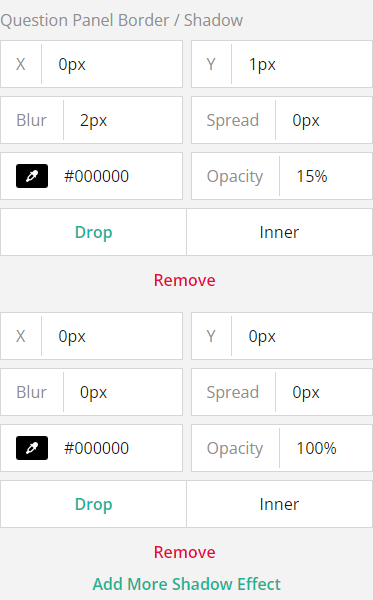 Question Panel Border / Shadow
X 0px Y 1px
Blur 2px Spread 0px
#000000 Opacity 15%
Drop Inner
Remove
X 0px Y 0px
Blur 0px Spread 0px
#000000 Opacity 100%
Drop Inner
Remove
Add More Shadow Effect